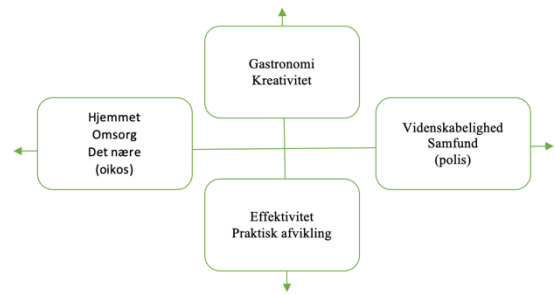 Gastronomi
Kreativitet
Hjemmet
Omsorg
Det nære
(oikos)
Videnskabelighed
Samfund
(polis)
Effektivitet
Praktisk afvikling